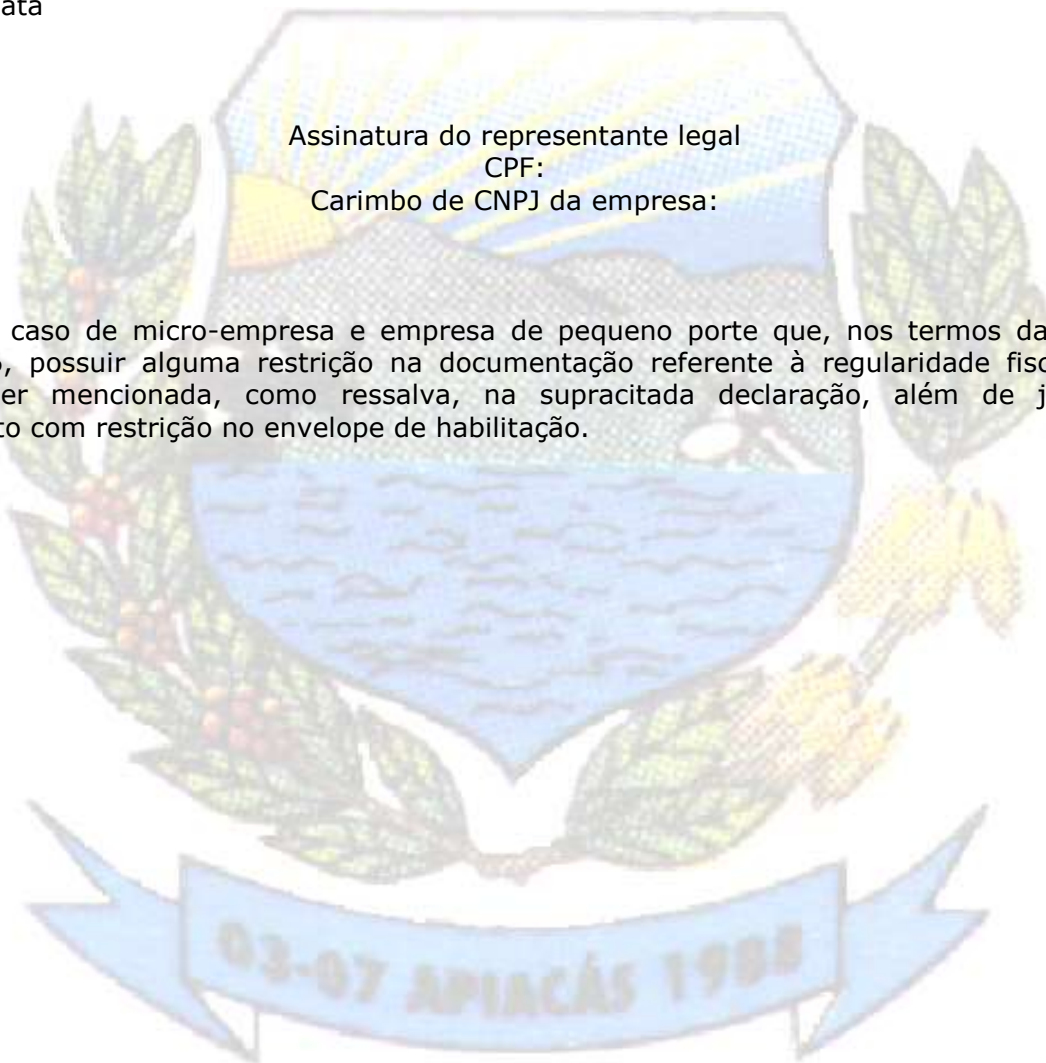 ata
Assinatura do representante legal
CPF:
Carimbo de CNPJ da empresa:
caso de micro-empresa e empresa de pequeno porte que, nos termos da
, possuir alguma restrição na documentação referente à regularidade fisc
er mencionada, como ressalva, na supracitada declaração, além de j
to com restrição no envelope de habilitação.
03-07 APIACÁS 1988